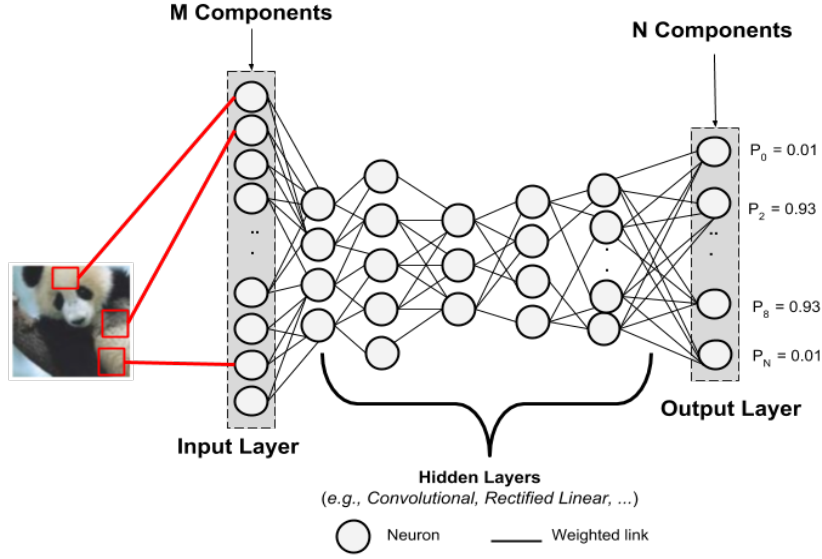 M Components
N Components
P0 = 0.01
P2 = 0.93
P8 = 0.93
PN = 0.01
Output Layer
Input Layer
Hidden Layers
(e.g., Convolutional, Rectified Linear, ...)
Neuron
Weighted link